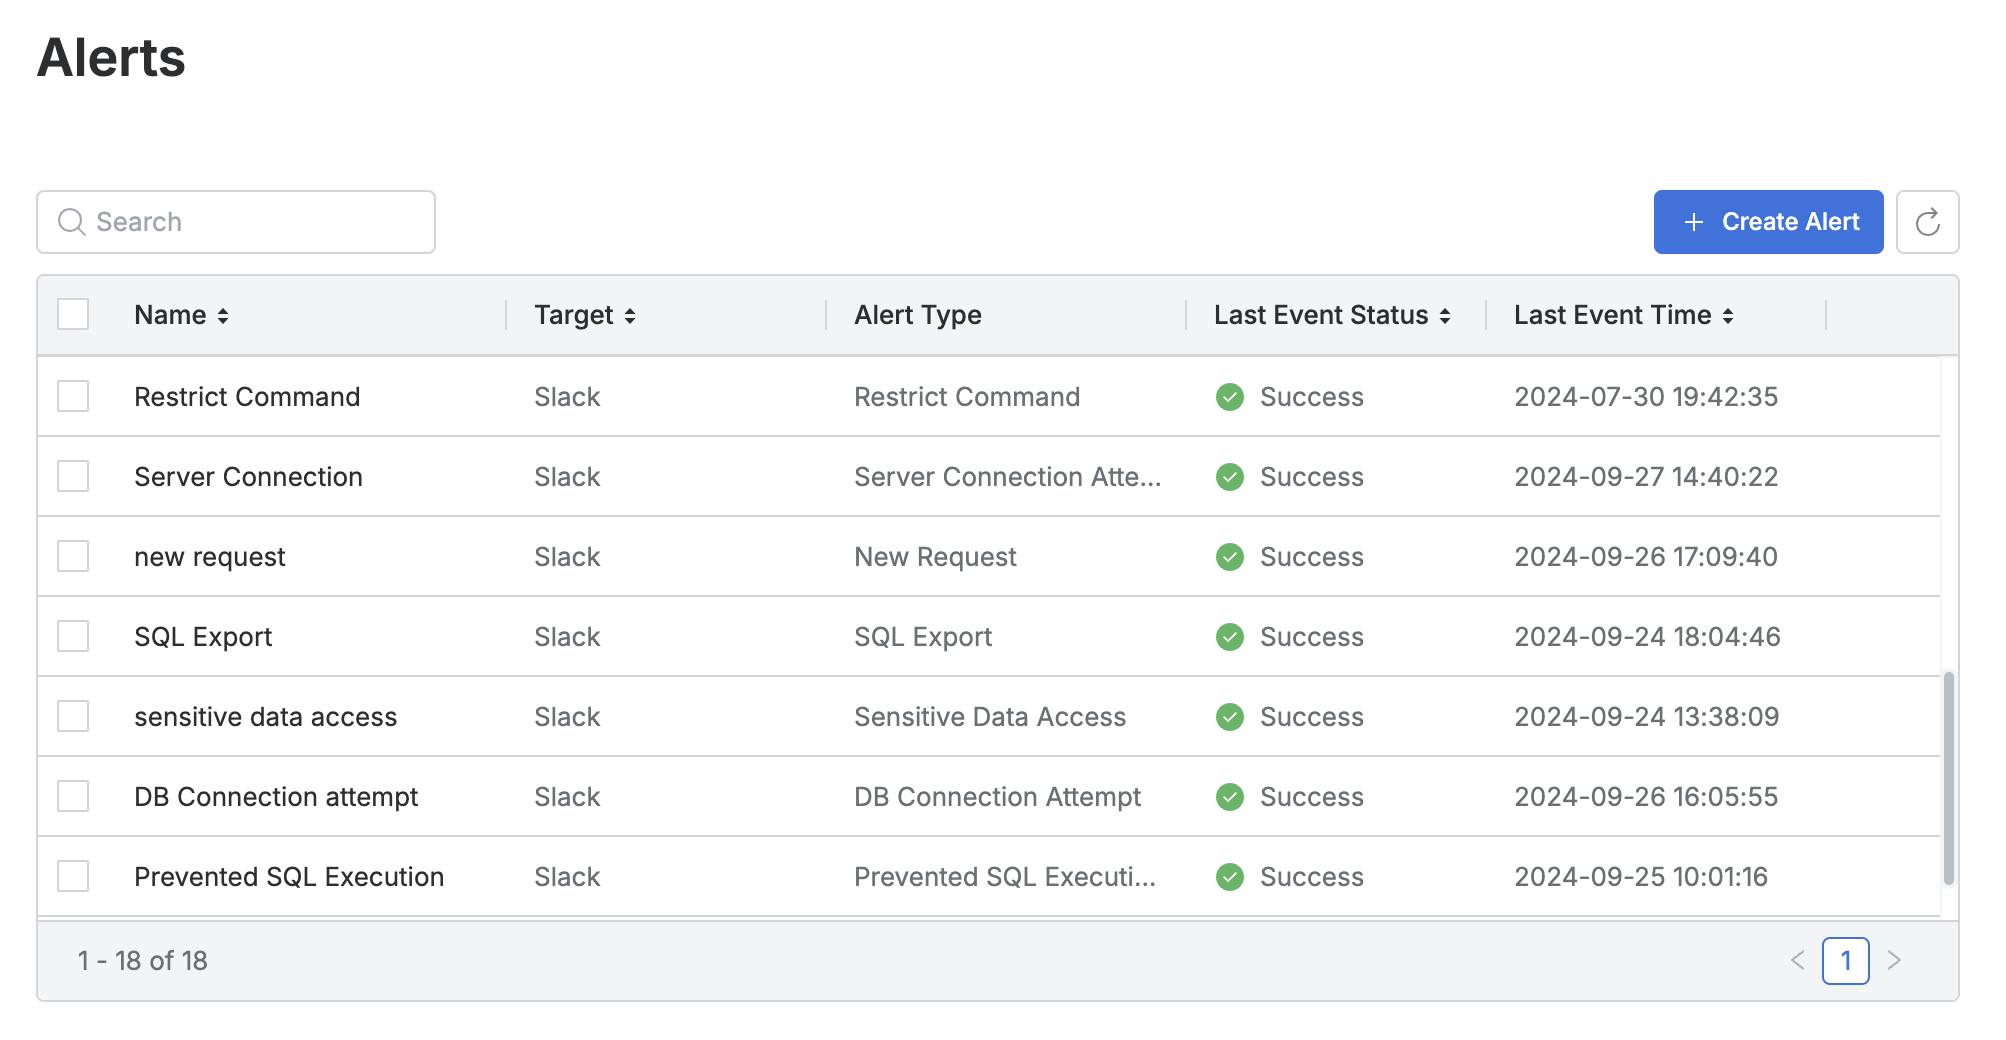 Alerts
Search
+ Create Alert
Name Target Alert Type Last Event Status Last Event Time
Restrict Command Slack Restrict Command Success 2024-07-30 19:42:35
Server Connection Slack Server Connection Atte... Success 2024-09-27 14:40:22
new request Slack New Request Success 2024-09-26 17:09:40
SQL Export Slack SQL Export Success 2024-09-24 18:04:46
sensitive data access Slack Sensitive Data Access Success 2024-09-24 13:38:09
DB Connection attempt Slack DB Connection Attempt Success 2024-09-26 16:05:55
Prevented SQL Execution Slack Prevented SQL Executi... Success 2024-09-25 10:01:16
1 - 18 of 18 < 1 >